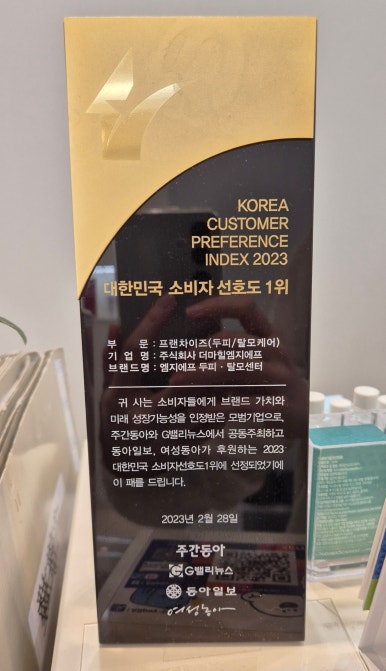 KOREA
CUSTOMER
PREFERENCE
INDEX 2023
대한민국 소비자 선호도 1위
부 문 : 프랜차이즈(두피/탈모케어)
기 업 명 : 주식회사 더마힐엠지에프
브랜드명 : 엠지에프 두피·탈모센터
귀 사는 소비자들에게 브랜드 가치와
미래 성장가능성을 인정받은 모범기업으로,
주간동아와 G밸리뉴스에서 공동주최하고
동아일보, 여성동아가 후원하는 2023
대한민국 소비자선호도1위에 선정되었기에
이 패를 드립니다.
2023년 2월 28일
주간동아
G밸리뉴스
동아일보
여성동아